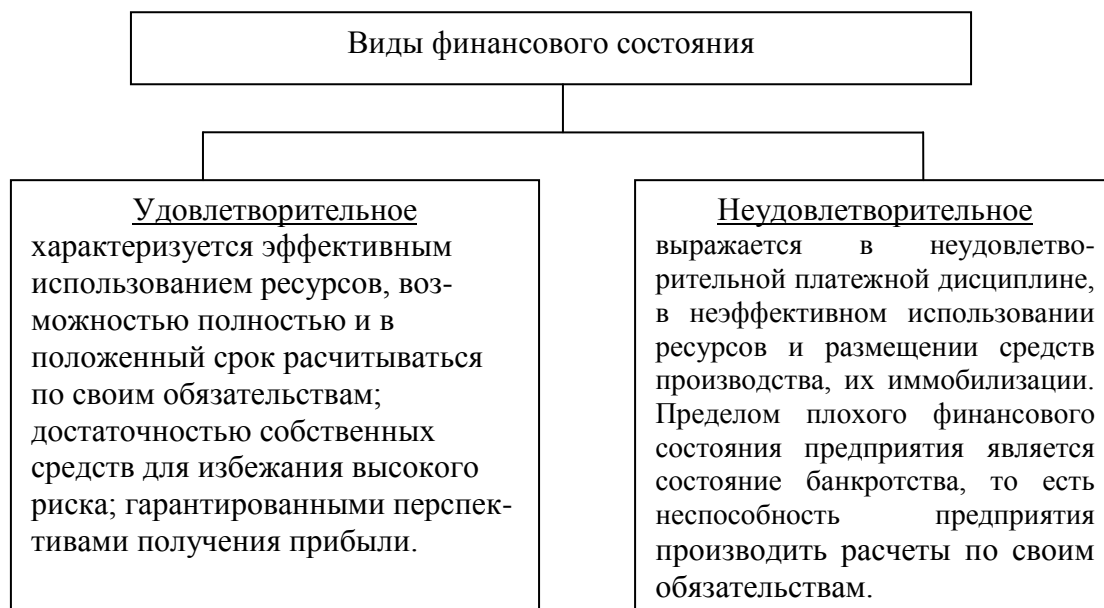 Виды финансового состояния
Удовлетворительное
характеризуется эффективным
использованием ресурсов, воз-
можностью полностью и в
положенный срок расчитываться
по своим обязательствам;
достаточностью собственных
средств для избежания высокого
риска; гарантированными перспек-
тивами получения прибыли.
Неудовлетворительное
выражается в неудовлетво-
рительной платежной дисциплине,
в неэффективном использовании
ресурсов и размещении средств
производства, их иммобилизации.
Пределом плохого финансового
состояния предприятия является
состояние банкротства, то есть
неспособность предприятия
производить расчеты по своим
обязательствам.